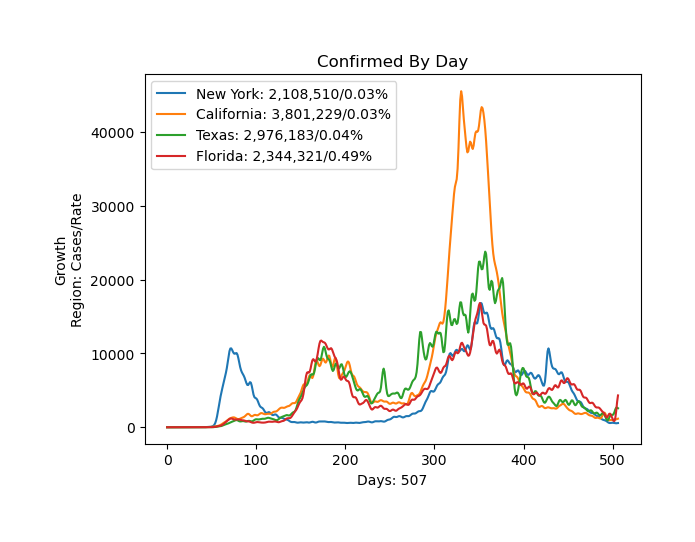 Confirmed By Day
New York: 2,108,510/0.03%
California: 3,801,229/0.03%
Texas: 2,976,183/0.04%
Florida: 2,344,321/0.49%
Growth
Region: Cases/Rate
40000
30000
20000
10000
0
0 100 200 300 400 500
Days: 507